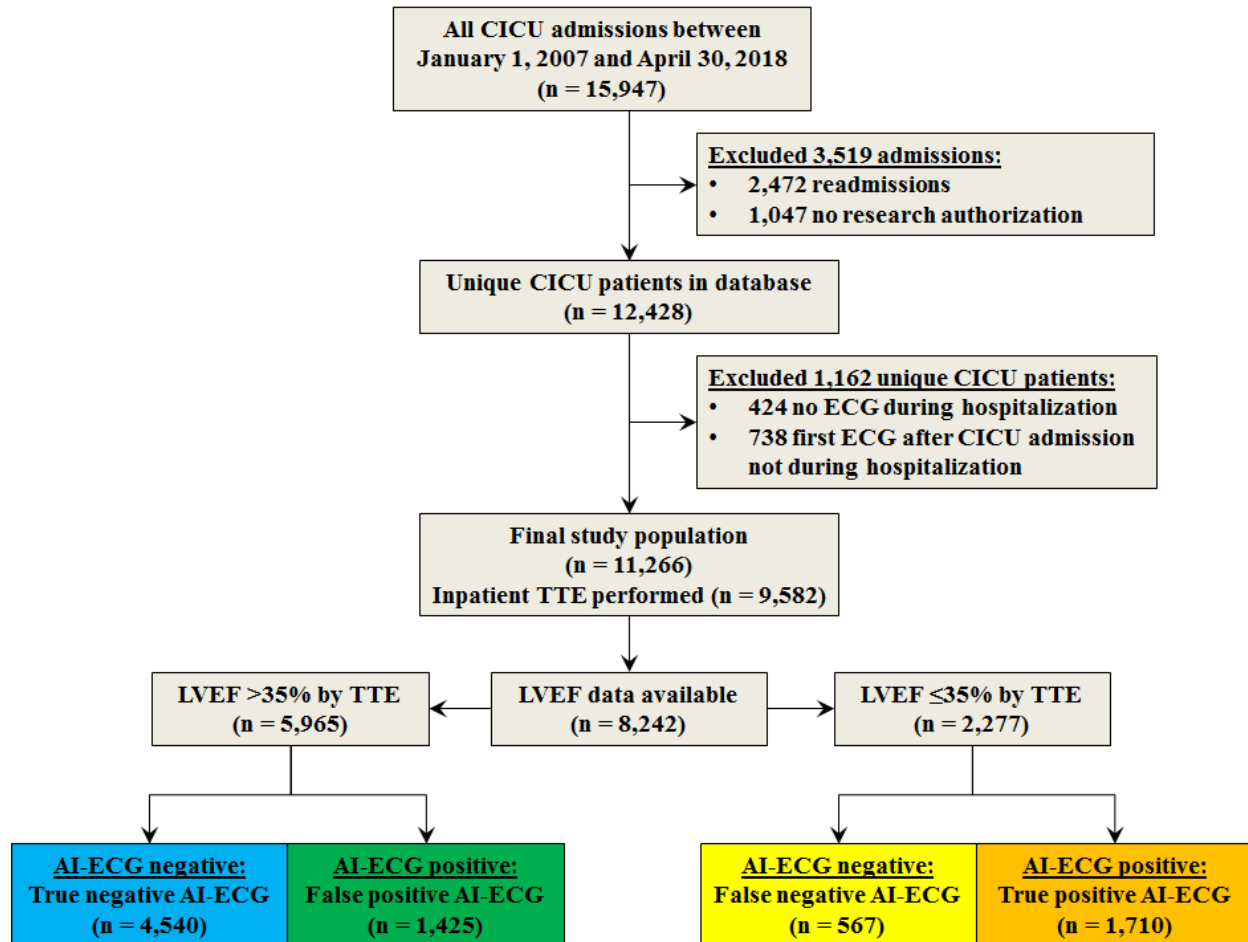 All CICU admissions between
January 1, 2007 and April 30, 2018
(n = 15,947)
Excluded 3,519 admissions:
• 2,472 readmissions
• 1,047 no research authorization
Unique CICU patients in database
(n = 12,428)
Excluded 1,162 unique CICU patients:
• 424 no ECG during hospitalization
• 738 first ECG after CICU admission
not during hospitalization
Final study population
(n = 11,266)
Inpatient TTE performed (n = 9,582)
LVEF >35% by TTE
(n = 5,965)
LVEF data available
(n = 8,242)
LVEF ≤35% by TTE
(n = 2,277)
AI-ECG negative:
True negative AI-ECG
(n = 4,540)
AI-ECG positive:
False positive AI-ECG
(n = 1,425)
AI-ECG negative:
False negative AI-ECG
(n = 567)
AI-ECG positive:
True positive AI-ECG
(n = 1,710)